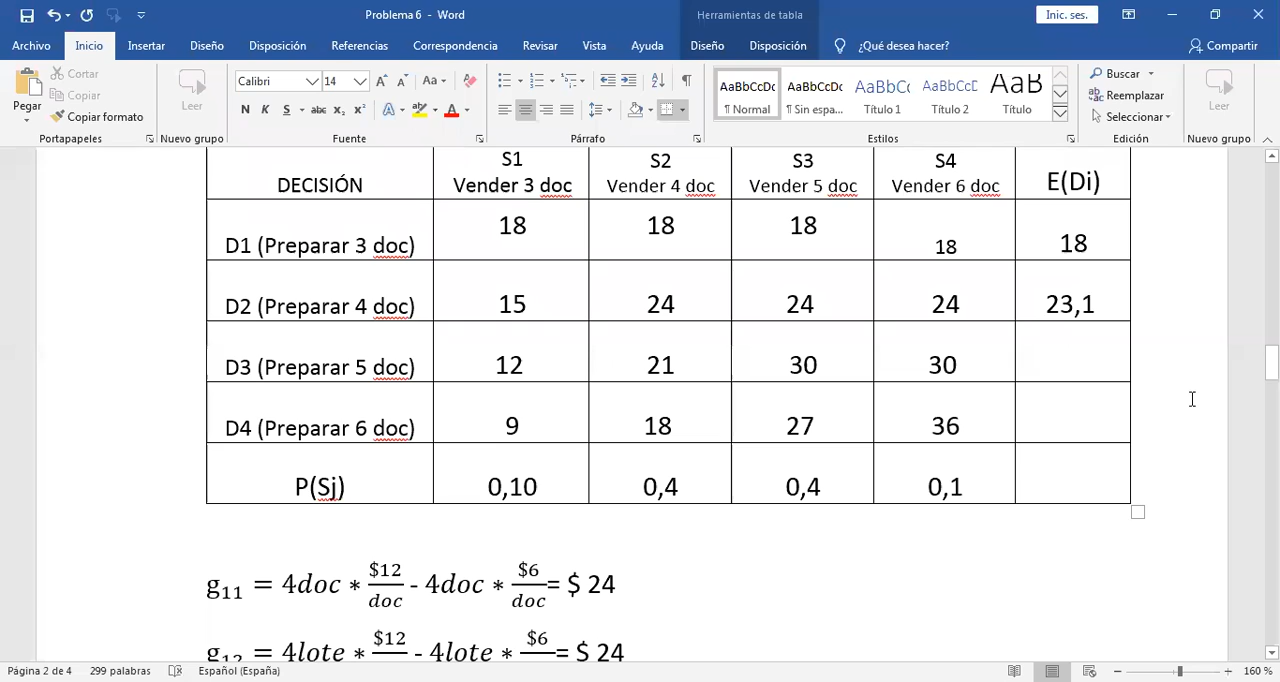 Problema 6 - Word
Herramientas de tabla
Inic. ses.
Archivo Inicio Insertar Diseño Disposición Referencias Correspondencia Revisar Vista Ayuda Diseño Disposición ¿Qué desea hacer? Compartir
Pegar
Cortar
Copiar
Copiar formato
Portapapeles
Leer
Nuevo grupo
Calibri 14
N K S abc x₂ x²
Fuente
Párrafo
AaBbCcDc AaBbCcDc AaBbCc AaBbCcD AaB
¶ Normal ¶ Sin espa... Título 1 Título 2 Título
Estilos
Buscar
Reemplazar
Seleccionar
Edición
Leer
Nuevo grupo
DECISIÓN S1 Vender 3 doc S2 Vender 4 doc S3 Vender 5 doc S4 Vender 6 doc E(Di)
D1 (Preparar 3 doc) 18 18 18 18 18
D2 (Preparar 4 doc) 15 24 24 24 23,1
D3 (Preparar 5 doc) 12 21 30 30
D4 (Preparar 6 doc) 9 18 27 36
P(Sj) 0,10 0,4 0,4 0,1
g₁₁ = 4doc * $12/doc - 4doc * $6/doc = $ 24
g₁₂ = 4lote * $12 - 4lote * $6 = $ 24
Página 2 de 4 299 palabras Español (España) 160 %